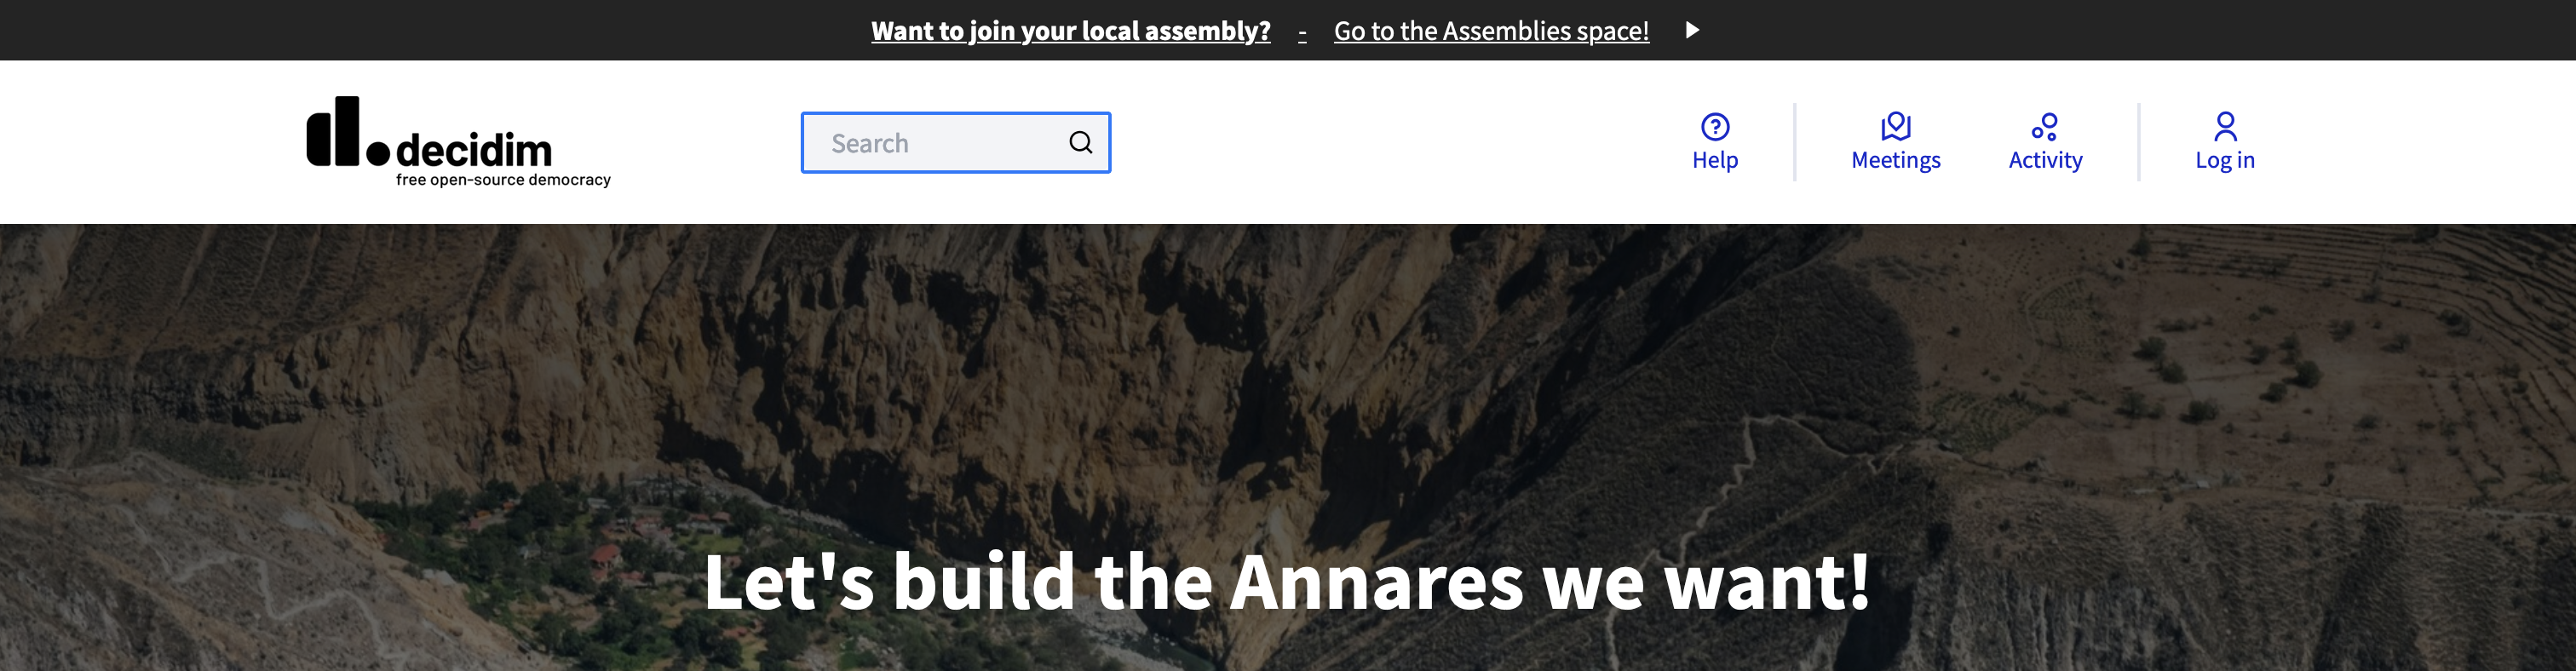 Want to join your local assembly? - Go to the Assemblies space!
decidim
free open-source democracy
Search
Help
Meetings
Activity
Log in
Let's build the Annares we want!